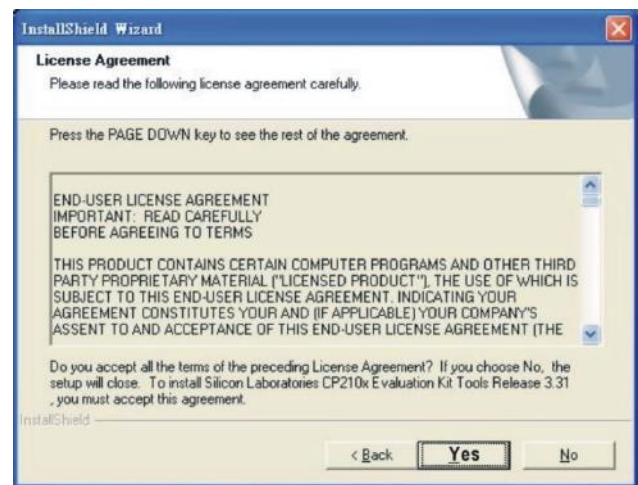 InstallShield Wizard
License Agreement
Please read the following license agreement carefully.
Press the PAGE DOWN key to see the rest of the agreement.
END-USER LICENSE AGREEMENT
IMPORTANT: READ CAREFULLY
BEFORE AGREEING TO TERMS
THIS PRODUCT CONTAINS CERTAIN COMPUTER PROGRAMS AND OTHER THIRD
PARTY PROPRIETARY MATERIAL ("LICENSED PRODUCT"), THE USE OF WHICH IS
SUBJECT TO THIS END-USER LICENSE AGREEMENT. INDICATING YOUR
AGREEMENT CONSTITUTES YOUR AND (IF APPLICABLE) YOUR COMPANY'S
ASSENT TO AND ACCEPTANCE OF THIS END-USER LICENSE AGREEMENT (THE
Do you accept all the terms of the preceding License Agreement? If you choose No, the
setup will close. To install Silicon Laboratories CP210x Evaluation Kit Tools Release 3.31
, you must accept this agreement.
InstallShield
< Back Yes No